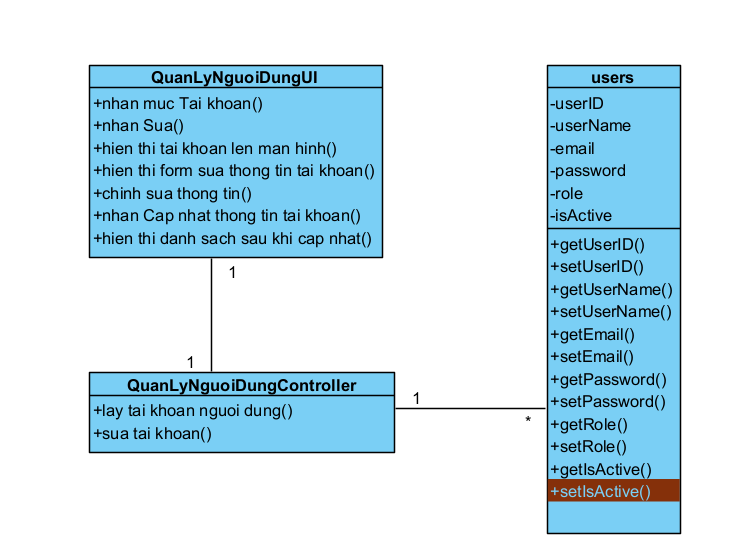 QuanLyNguoiDungUI
+nhan muc Tai khoan()
+nhan Sua()
+hien thi tai khoan len man hinh()
+hien thi form sua thong tin tai khoan()
+chinh sua thong tin()
+nhan Cap nhat thong tin tai khoan()
+hien thi danh sach sau khi cap nhat()
1
1
QuanLyNguoiDungController
+lay tai khoan nguoi dung()
+sua tai khoan()
1
*
users
-userID
-userName
-email
-password
-role
-isActive
+getUserID()
+setUserID()
+getUserName()
+setUserName()
+getEmail()
+setEmail()
+getPassword()
+setPassword()
+getRole()
+setRole()
+getIsActive()
+setIsActive()